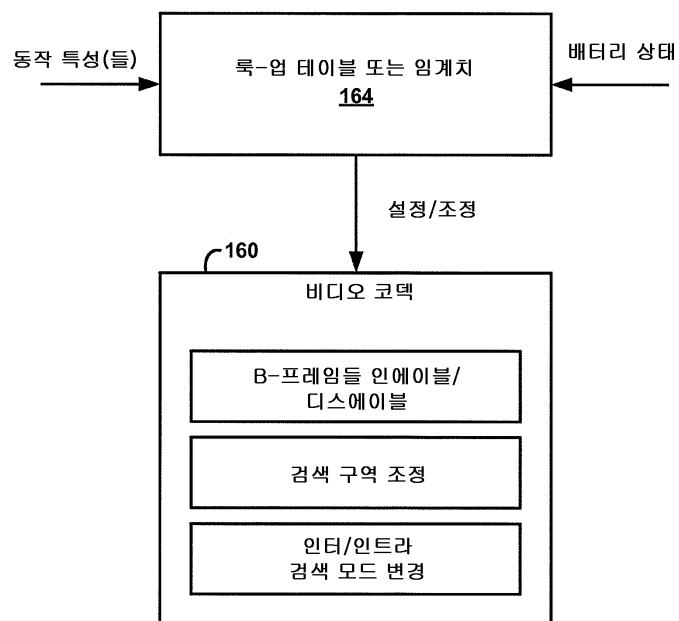 동작 특성(들)
룩-업 테이블 또는 임계치
164
배터리 상태
설정/조정
160
비디오 코덱
B-프레임들 인에이블/
디스에이블
검색 구역 조정
인터/인트라
검색 모드 변경